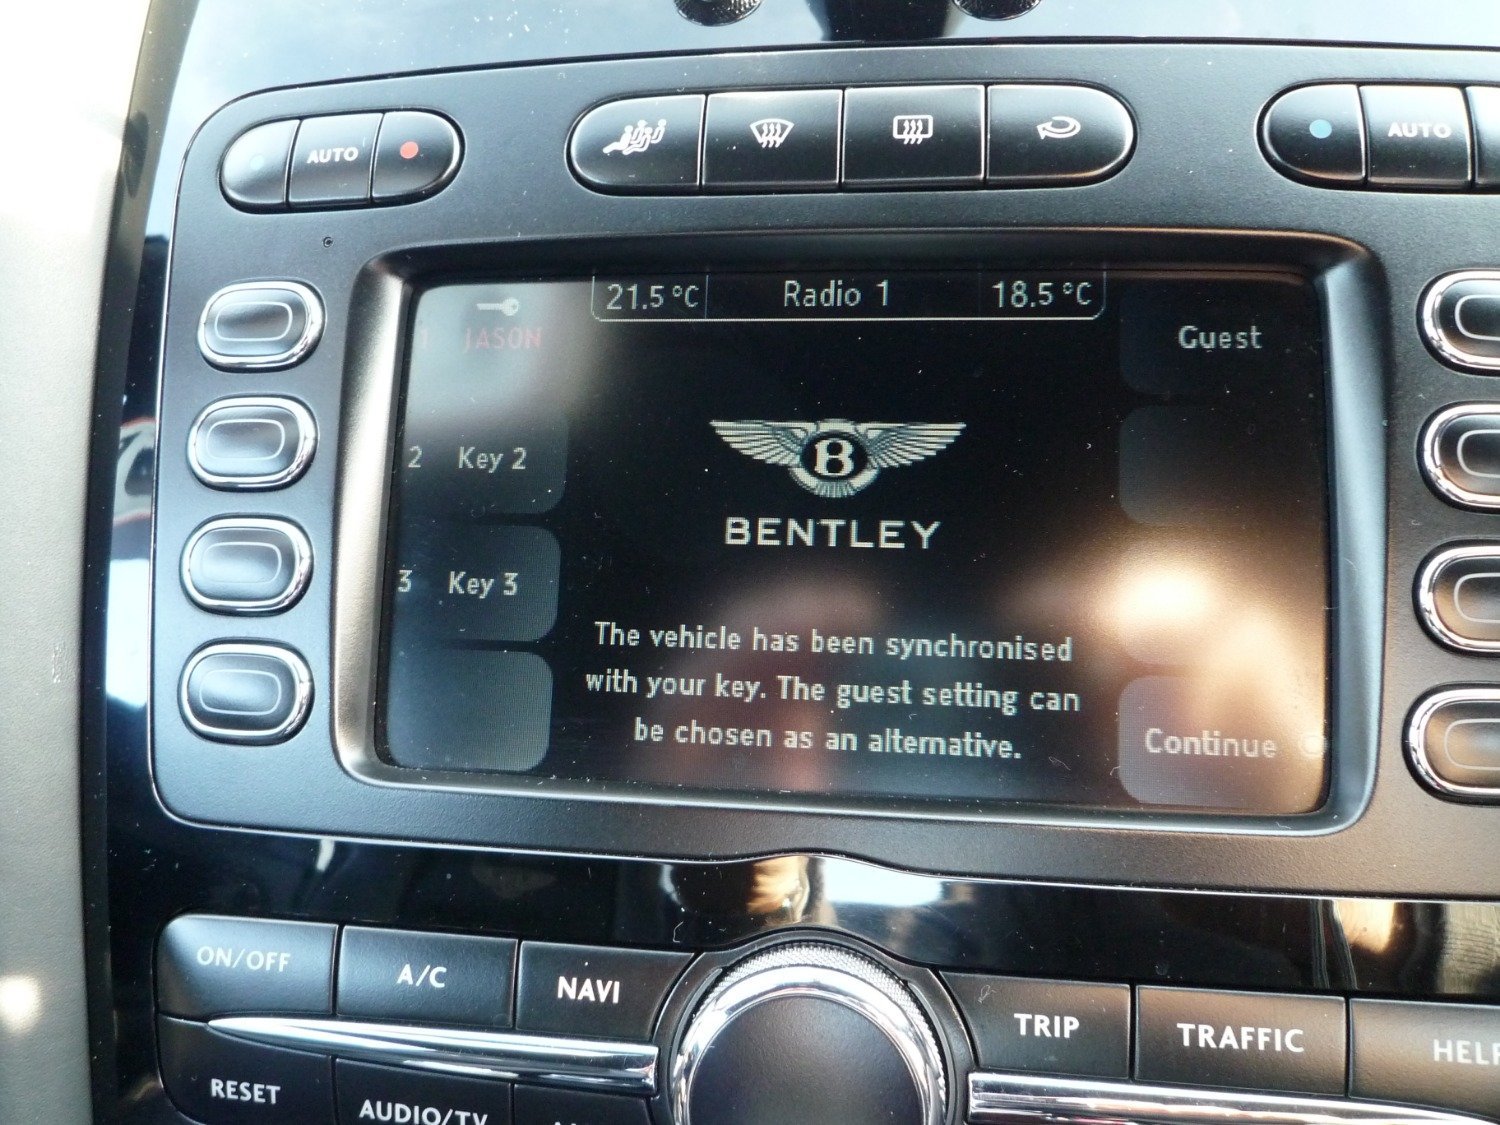 AUTO
AUTO
21.5 °C Radio 1 18.5 °C
1 JASON
Guest
2 Key 2
B
BENTLEY
3 Key 3
The vehicle has been synchronised
with your key. The guest setting can
be chosen as an alternative.
Continue
ON/OFF A/C NAVI
TRIP TRAFFIC HELP
RESET AUDIO/TV